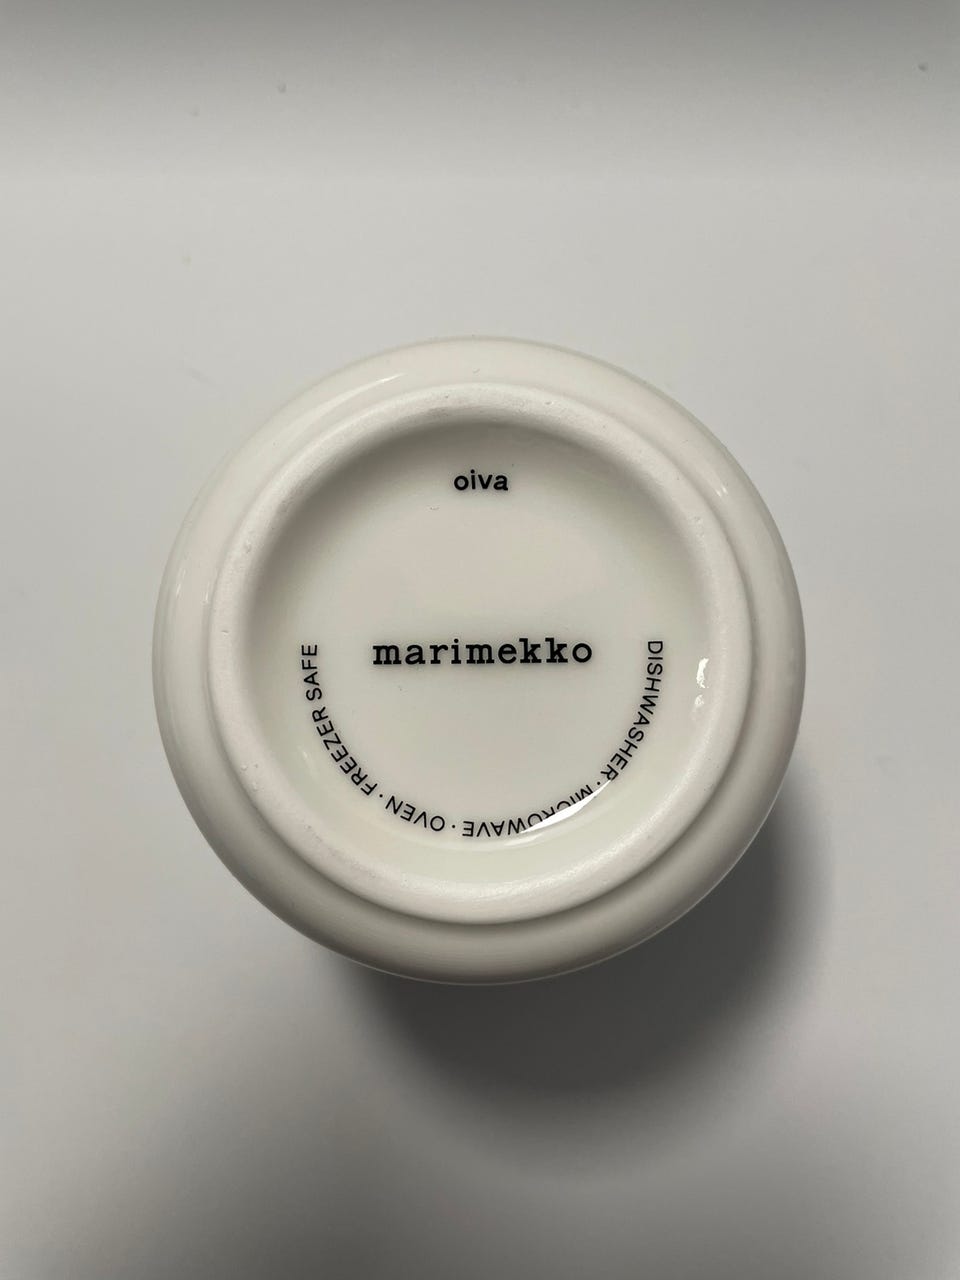 oiva
marimekko
DISHWASHER · MICROWAVE · OVEN · FREEZER SAFE